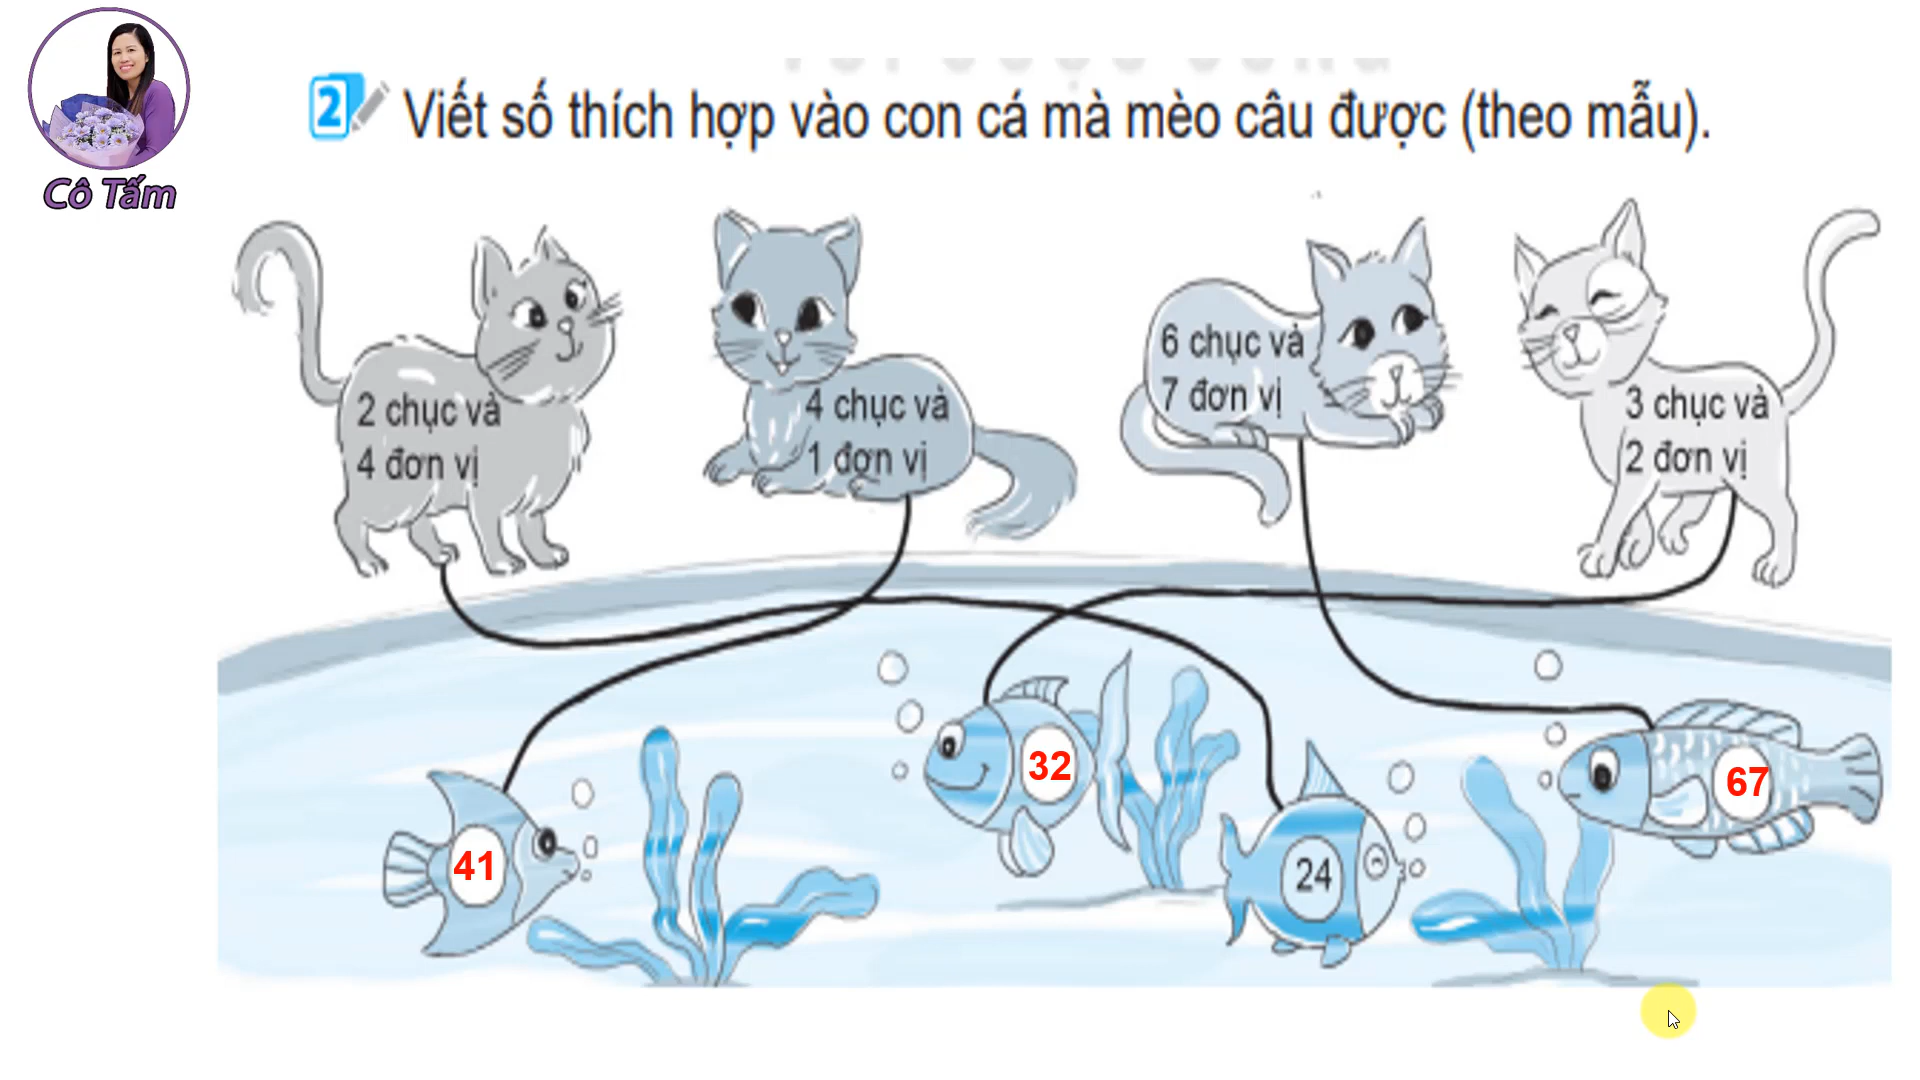 Cô Tấm
2 Viết số thích hợp vào con cá mà mèo câu được (theo mẫu).
2 chục và
4 đơn vị
4 chục và
1 đơn vị
6 chục và
7 đơn vị
3 chục và
2 đơn vị
41
32
24
67